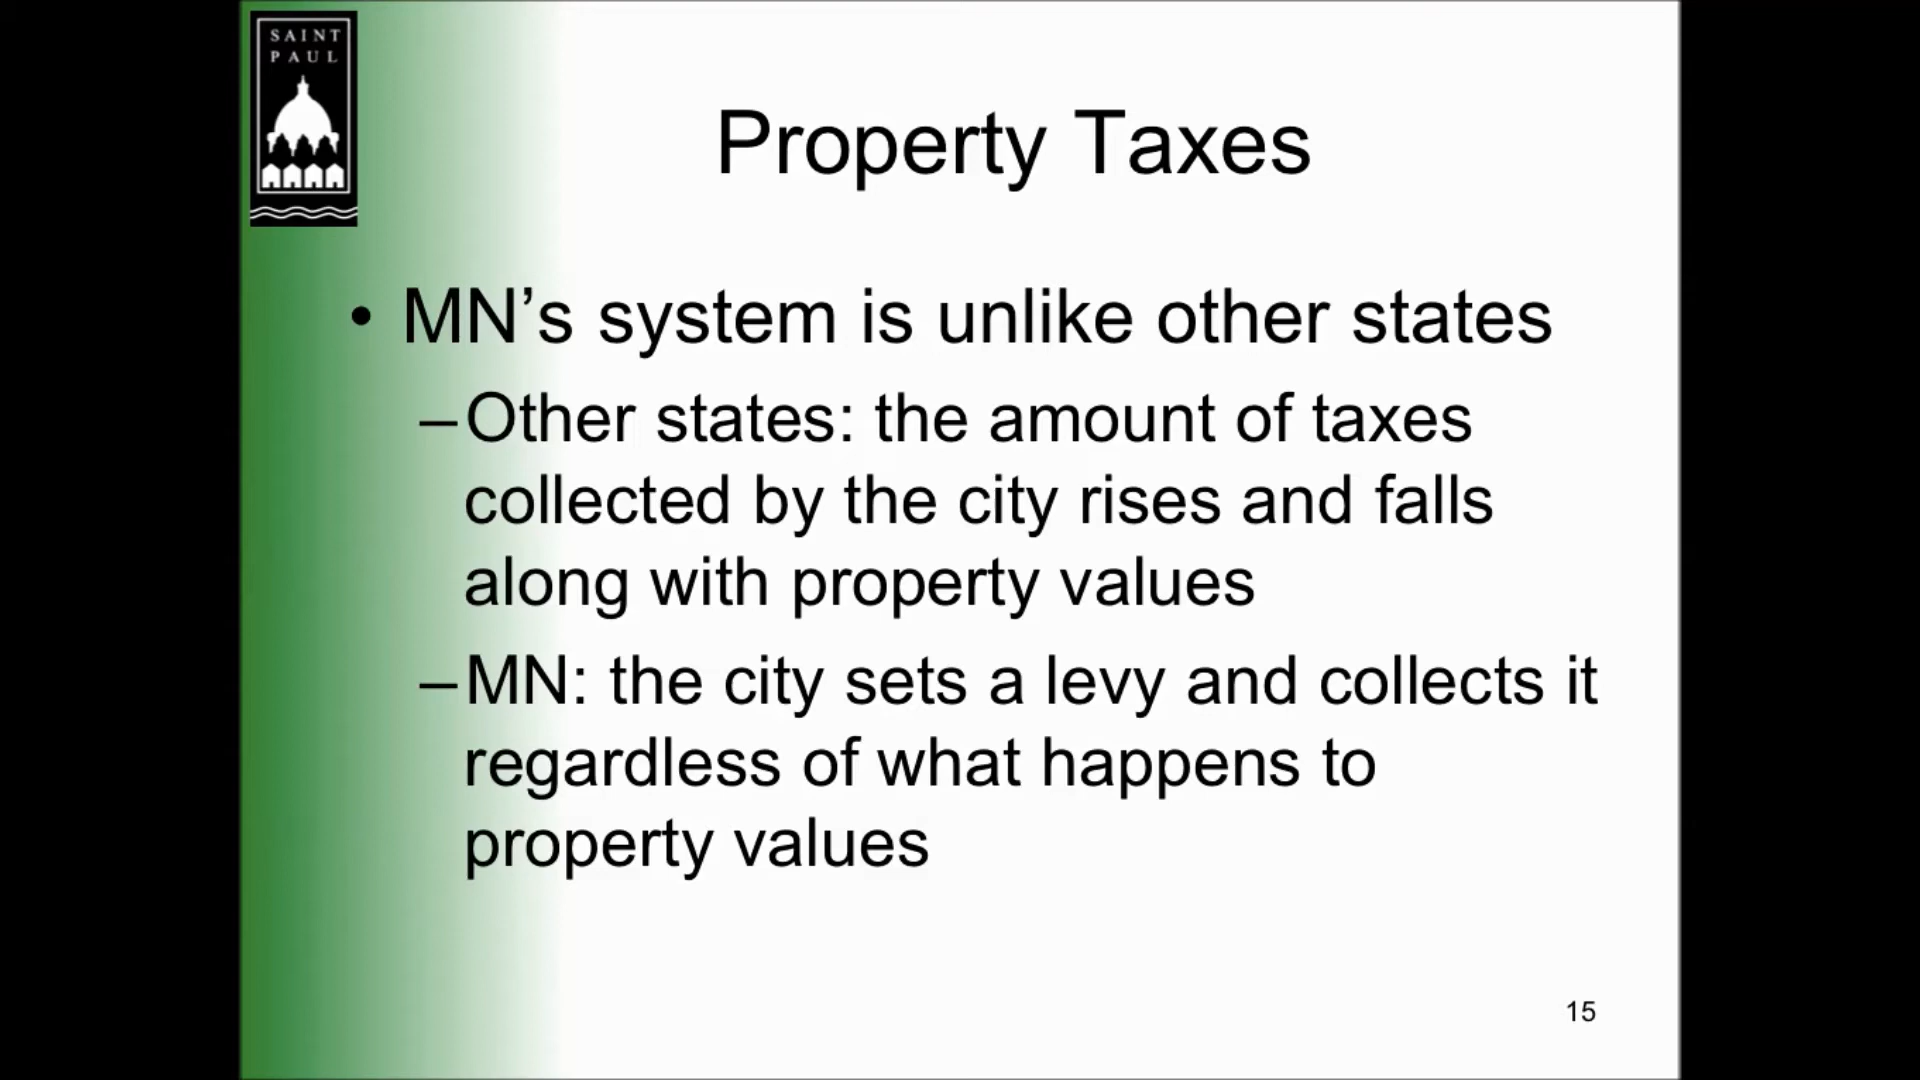 SAINT
PAUL
Property Taxes
• MN’s system is unlike other states
–Other states: the amount of taxes
collected by the city rises and falls
along with property values
–MN: the city sets a levy and collects it
regardless of what happens to
property values
15